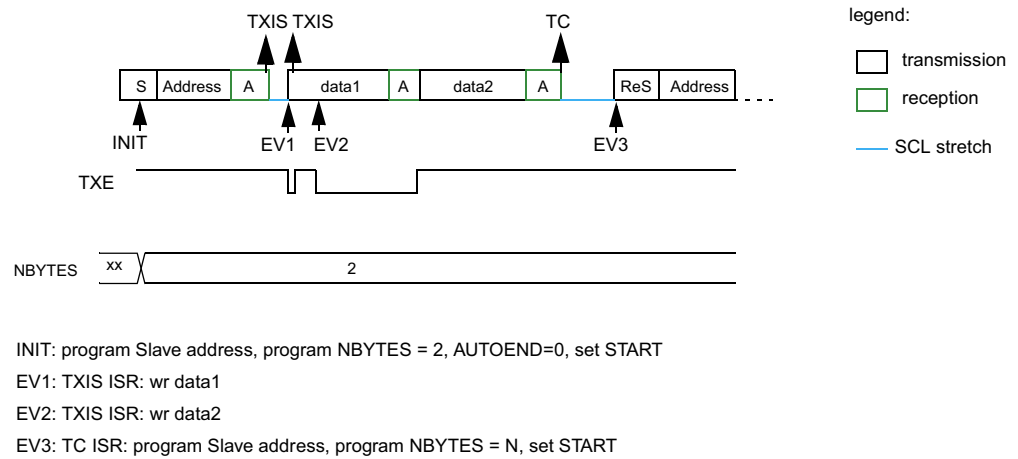 legend:
TXIS TXIS TC
transmission
S Address A data1 A data2 A ReS Address
reception
INIT EV1 EV2 EV3
SCL stretch
TXE
NBYTES xx 2
INIT: program Slave address, program NBYTES = 2, AUTOEND=0, set START
EV1: TXIS ISR: wr data1
EV2: TXIS ISR: wr data2
EV3: TC ISR: program Slave address, program NBYTES = N, set START